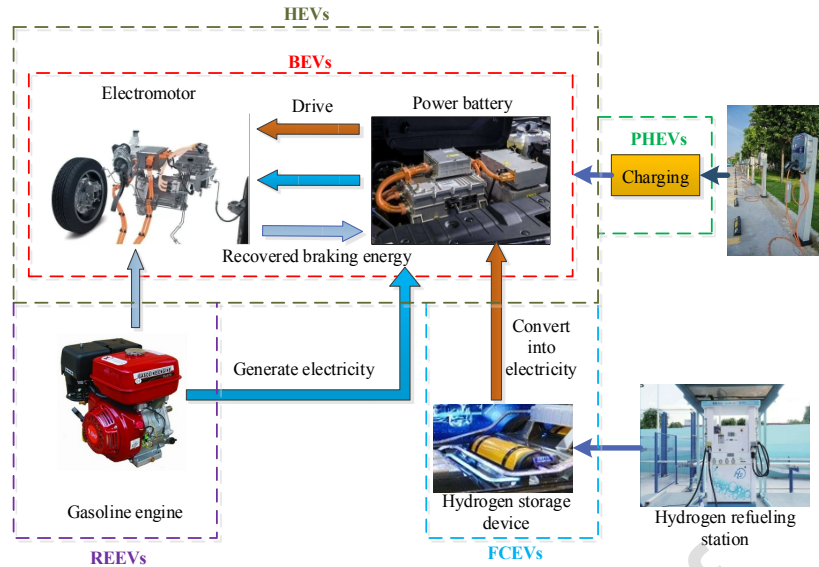 HEVs
BEVs
Electromotor
Drive
Power battery
PHEVs
Charging
Recovered braking energy
Generate electricity
Convert
into
electricity
Gasoline engine
Hydrogen storage
device
Hydrogen refueling
station
REEVs
FCEVs